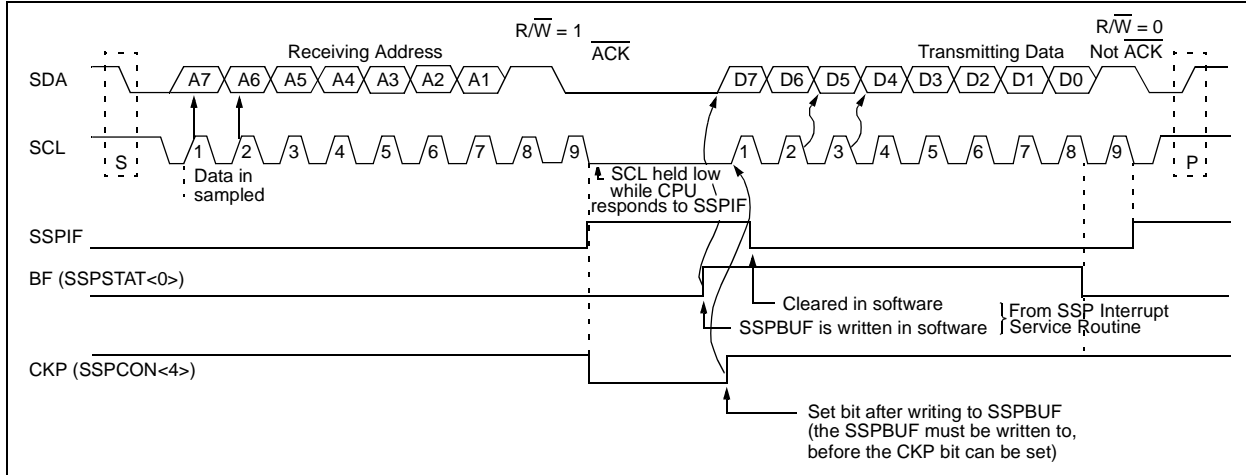 R/W = 1
R/W = 0
Receiving Address
ACK
Transmitting Data
Not ACK
SDA
A7 A6 A5 A4 A3 A2 A1
D7 D6 D5 D4 D3 D2 D1 D0
SCL
S
1 2 3 4 5 6 7 8 9
1 2 3 4 5 6 7 8 9
P
Data in
sampled
SCL held low
while CPU
responds to SSPIF
SSPIF
BF (SSPSTAT<0>)
Cleared in software
SSPBUF is written in software
From SSP Interrupt
Service Routine
CKP (SSPCON<4>)
Set bit after writing to SSPBUF
(the SSPBUF must be written to,
before the CKP bit can be set)